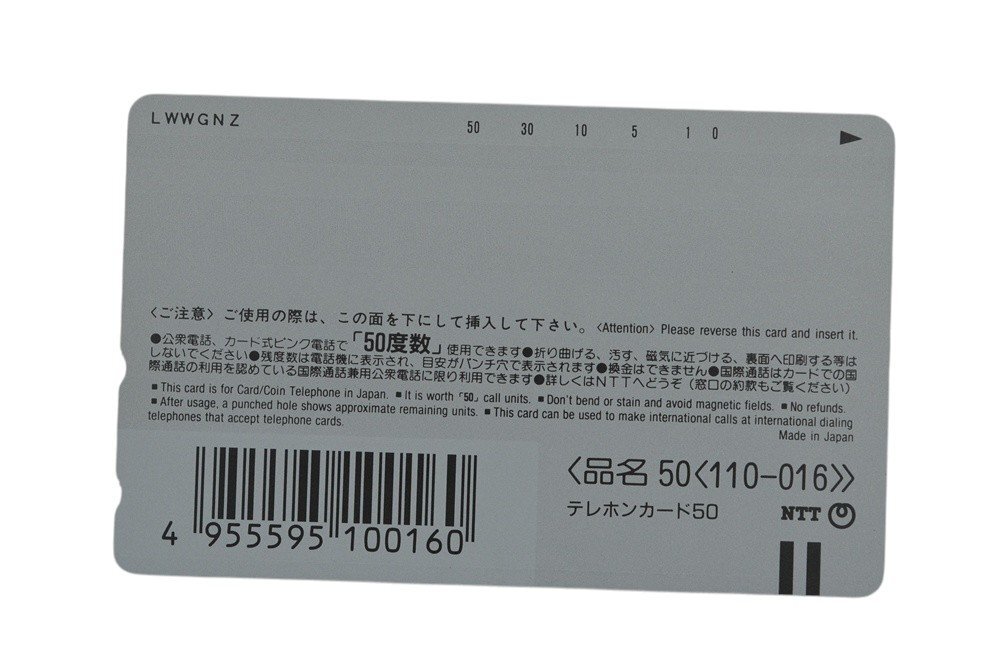 LWWGNZ
50 30 10 5 1 0
〈ご注意〉ご使用の際は、この面を下にして挿入して下さい。〈Attention〉 Please reverse this card and insert it.
●公衆電話、カード式ピンク電話で「50度数」使用できます●折り曲げる、汚す、磁気に近づける、裏面へ印刷する等は
しないでください●残度数は電話機に表示され、目安がパンチ穴で表示されます●換金はできません●国際通話はカードでの国
際通話の利用を認めている国際通話兼用公衆電話に限り利用できます●詳しくはNTTへどうぞ(窓口の約款もご覧ください)
■This card is for Card/Coin Telephone in Japan. ■It is worth「50」call units. ■Don't bend or stain and avoid magnetic fields. ■No refunds.
■After usage, a punched hole shows approximate remaining units. ■This card can be used to make international calls at international dialing
telephones that accept telephone cards.
Made in Japan
〈品名 50〈110-016〉〉
テレホンカード50
NTT
4 955595 100160